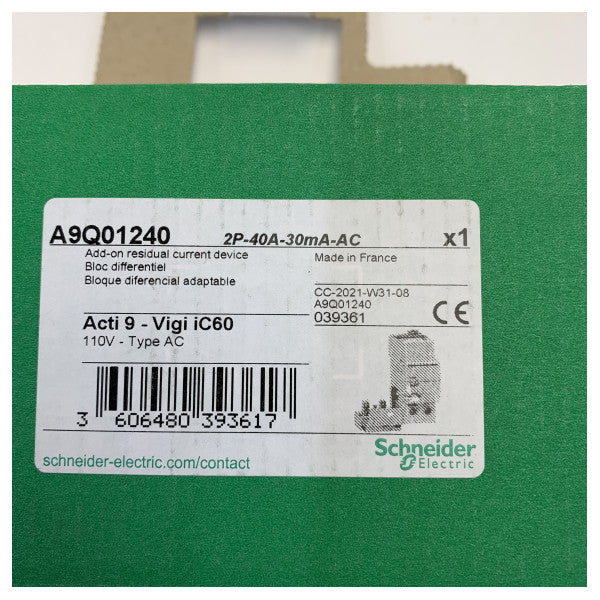 A9Q01240 2P-40A-30mA-AC x1
Add-on residual current device
Bloc differentiel
Bloque diferencial adaptable
Made in France
CC-2021-W31-08
A9Q01240
039361
CE
Acti 9 - Vigi iC60
110V - Type AC
3 606480 393617
schneider-electric.com/contact
Schneider
Electric